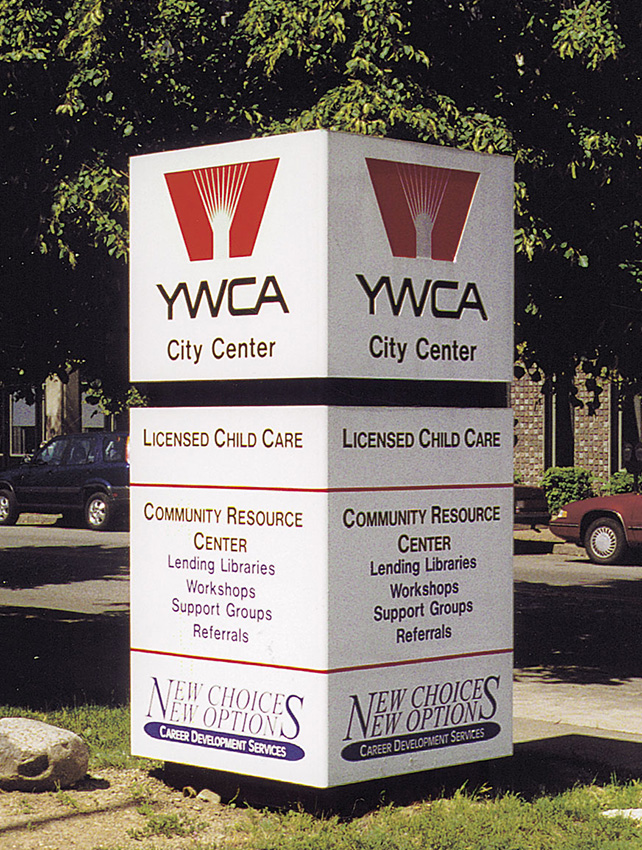 YWCA
City Center
LICENSED CHILD CARE
COMMUNITY RESOURCE
CENTER
Lending Libraries
Workshops
Support Groups
Referrals
NEW CHOICES
NEW OPTIONS
CAREER DEVELOPMENT SERVICES
YWCA
City Center
LICENSED CHILD CARE
COMMUNITY RESOURCE
CENTER
Lending Libraries
Workshops
Support Groups
Referrals
NEW CHOICES
NEW OPTIONS
CAREER DEVELOPMENT SERVICES